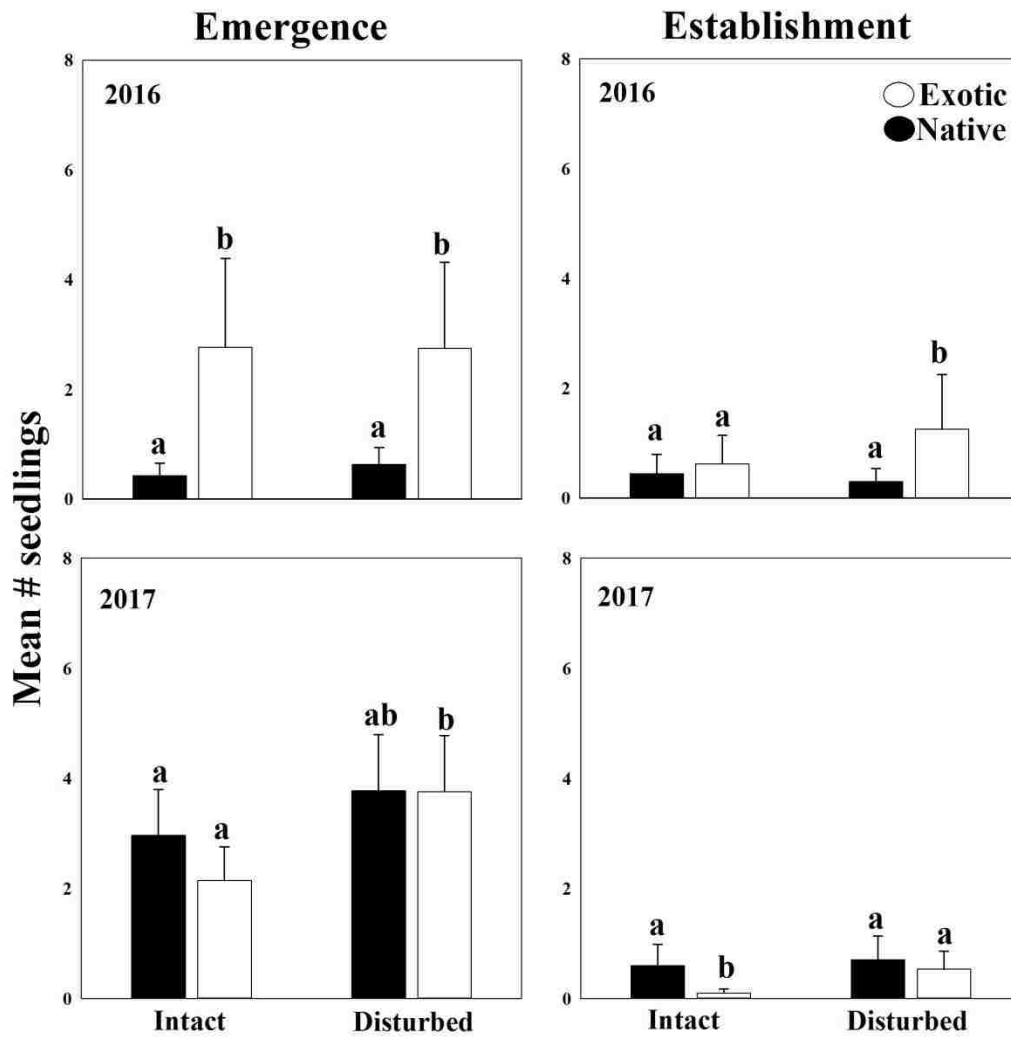 Emergence
Establishment
Mean # seedlings
8
2016
6
4
2
0
a
b
a
b
8
2016
Exotic
Native
6
4
2
0
a
a
a
b
8
2017
6
4
2
0
a
a
ab
b
Intact
Disturbed
8
2017
6
4
2
0
a
b
a
a
Intact
Disturbed